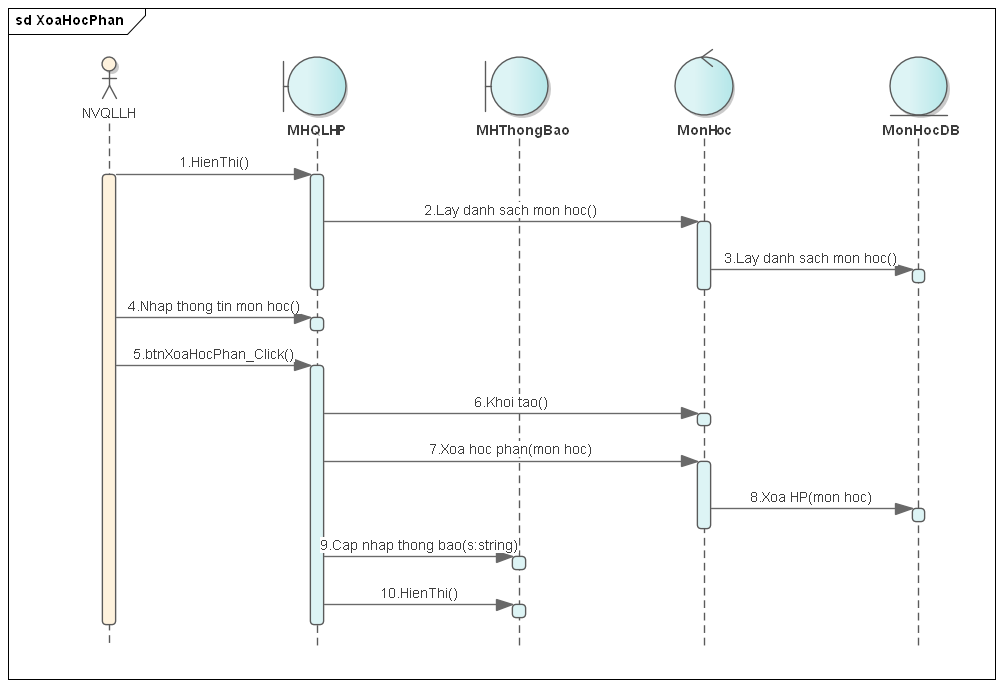 sd XoaHocPhan
NVQLLH
MHQLHP
MHThongBao
MonHoc
MonHocDB
1.HienThi()
2.Lay danh sach mon hoc()
3.Lay danh sach mon hoc()
4.Nhap thong tin mon hoc()
5.btnXoaHocPhan_Click()
6.Khoi tao()
7.Xoa hoc phan(mon hoc)
8.Xoa HP(mon hoc)
9.Cap nhap thong bao(s:string)
10.HienThi()